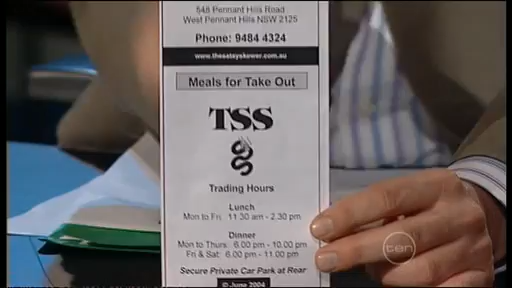 548 Pennant Hills Road
West Pennant Hills NSW 2125
Phone: 9484 4324
www.thesatayskewer.com.au
Meals for Take Out
TSS
Trading Hours
Lunch
Mon to Fri: 11.30 am - 2.30 pm
Dinner
Mon to Thurs: 6.00 pm - 10.00 pm
Fri & Sat: 6.00 pm - 11.00 pm
Secure Private Car Park at Rear
© June 2004
ten